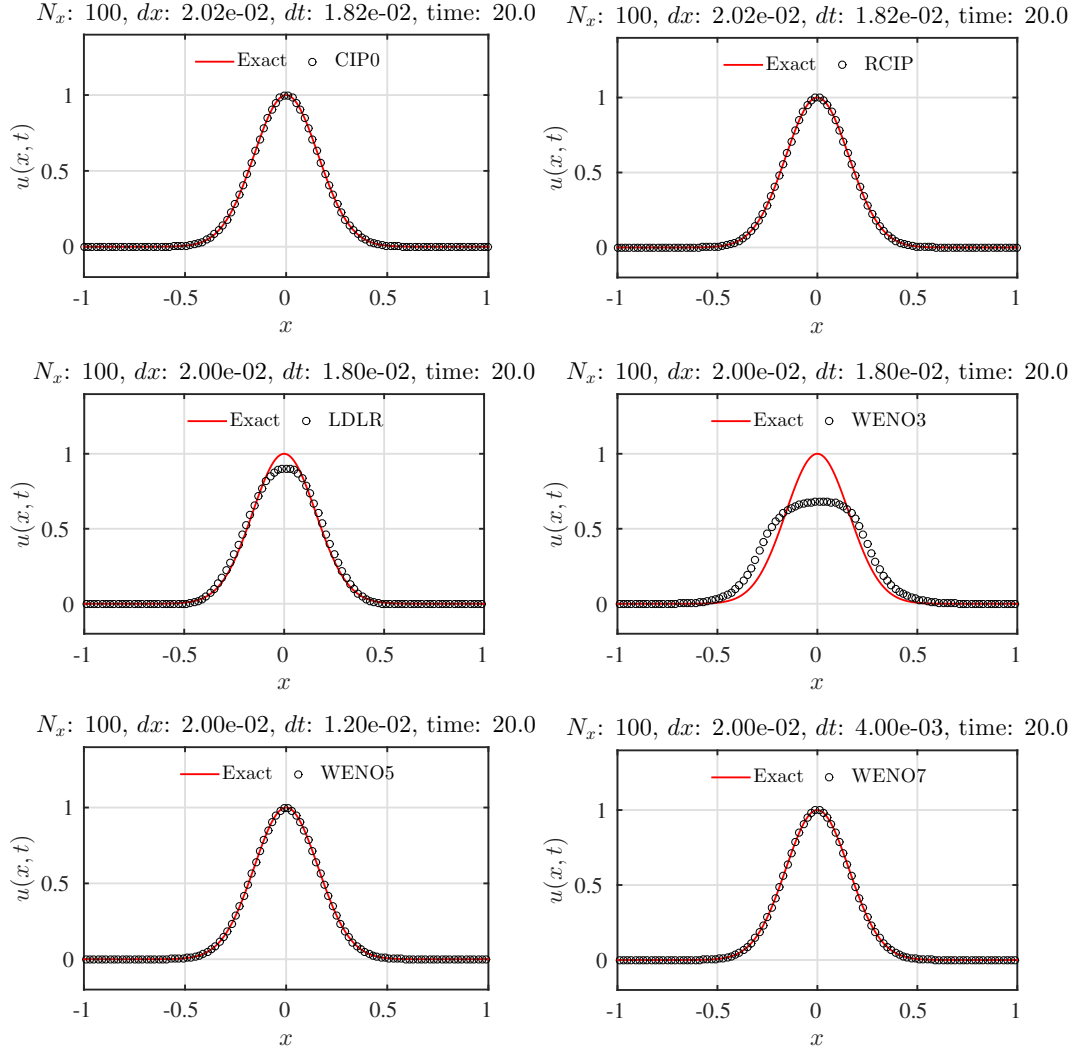 N_x: 100, dx: 2.02e-02, dt: 1.82e-02, time: 20.0
Exact CIP0
u(x, t)
1
0.5
0
-1 -0.5 0 0.5 1
x
N_x: 100, dx: 2.02e-02, dt: 1.82e-02, time: 20.0
Exact RCIP
u(x, t)
1
0.5
0
-1 -0.5 0 0.5 1
x
N_x: 100, dx: 2.00e-02, dt: 1.80e-02, time: 20.0
Exact LDLR
u(x, t)
1
0.5
0
-1 -0.5 0 0.5 1
x
N_x: 100, dx: 2.00e-02, dt: 1.80e-02, time: 20.0
Exact WENO3
u(x, t)
1
0.5
0
-1 -0.5 0 0.5 1
x
N_x: 100, dx: 2.00e-02, dt: 1.20e-02, time: 20.0
Exact WENO5
u(x, t)
1
0.5
0
-1 -0.5 0 0.5 1
x
N_x: 100, dx: 2.00e-02, dt: 4.00e-03, time: 20.0
Exact WENO7
u(x, t)
1
0.5
0
-1 -0.5 0 0.5 1
x